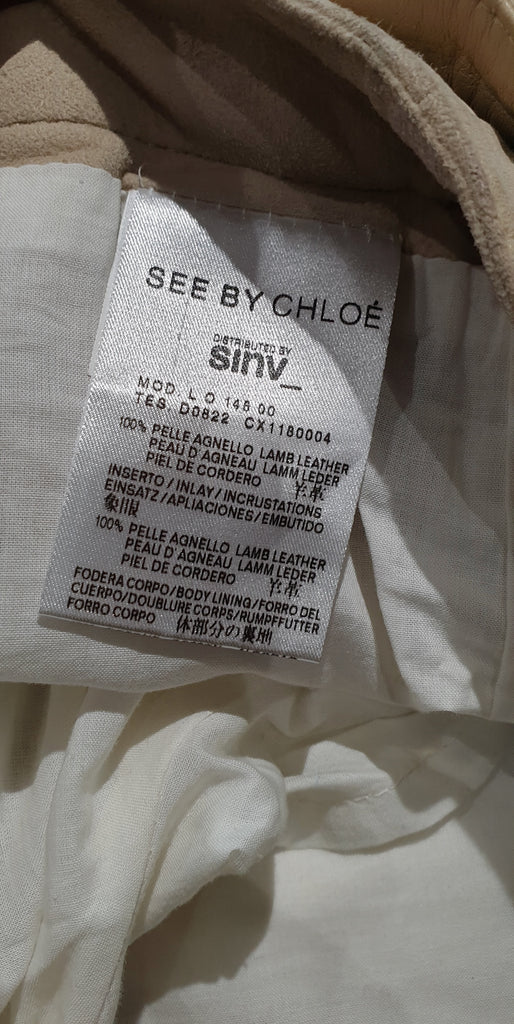 SEE BY CHLOÉ
DISTRIBUTED BY
sinv_
MOD. L O 148 00
TES. D0822 CX1180004
100% PELLE AGNELLO LAMB LEATHER
PEAU D'AGNEAU LAMM LEDER
PIEL DE CORDERO 羊革
INSERTO / INLAY / INCRUSTATIONS
EINSATZ / APLIACIONES / EMBUTIDO
象眼
100% PELLE AGNELLO LAMB LEATHER
PEAU D'AGNEAU LAMM LEDER
PIEL DE CORDERO 羊革
FODERA CORPO/BODY LINING/FORRO DEL
CUERPO/DOUBLURE CORPS/RUMPFFUTTER
FORRO CORPO 体部分の裏地